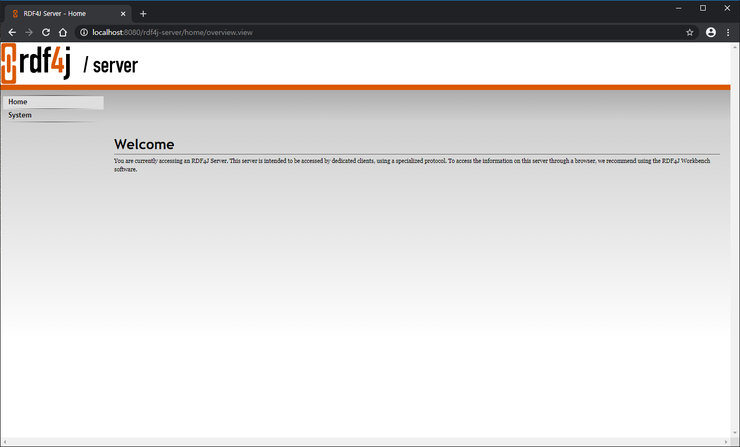 RDF4J Server - Home
localhost:8080/rdf4j-server/home/overview.view
rdf4j / server
Home
System
Welcome
You are currently accessing an RDF4J Server. This server is intended to be accessed by dedicated clients, using a specialized protocol. To access the information on this server through a browser, we recommend using the RDF4J Workbench
software.